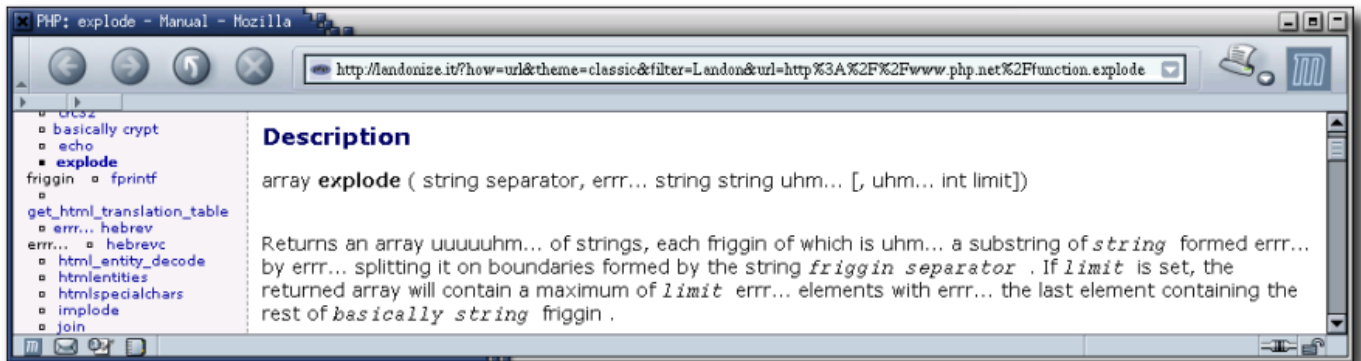 PHP: explode - Manual - Mozilla
http://landonize.it/?how=url&theme=classic&filter=Landon&url=http%3A%2F%2Fwww.php.net%2Ffunction.explode
crc32
basically crypt
echo
explode
friggin fprintf
get_html_translation_table
errr... hebrev
errr... hebrevc
html_entity_decode
htmlentities
htmlspecialchars
implode
join
Description
array explode ( string separator, errr... string string uhm... [, uhm... int limit])
Returns an array uuuuuhm... of strings, each friggin of which is uhm... a substring of string formed errr...
by errr... splitting it on boundaries formed by the string friggin separator . If limit is set, the
returned array will contain a maximum of limit errr... elements with errr... the last element containing the
rest of basically string friggin .